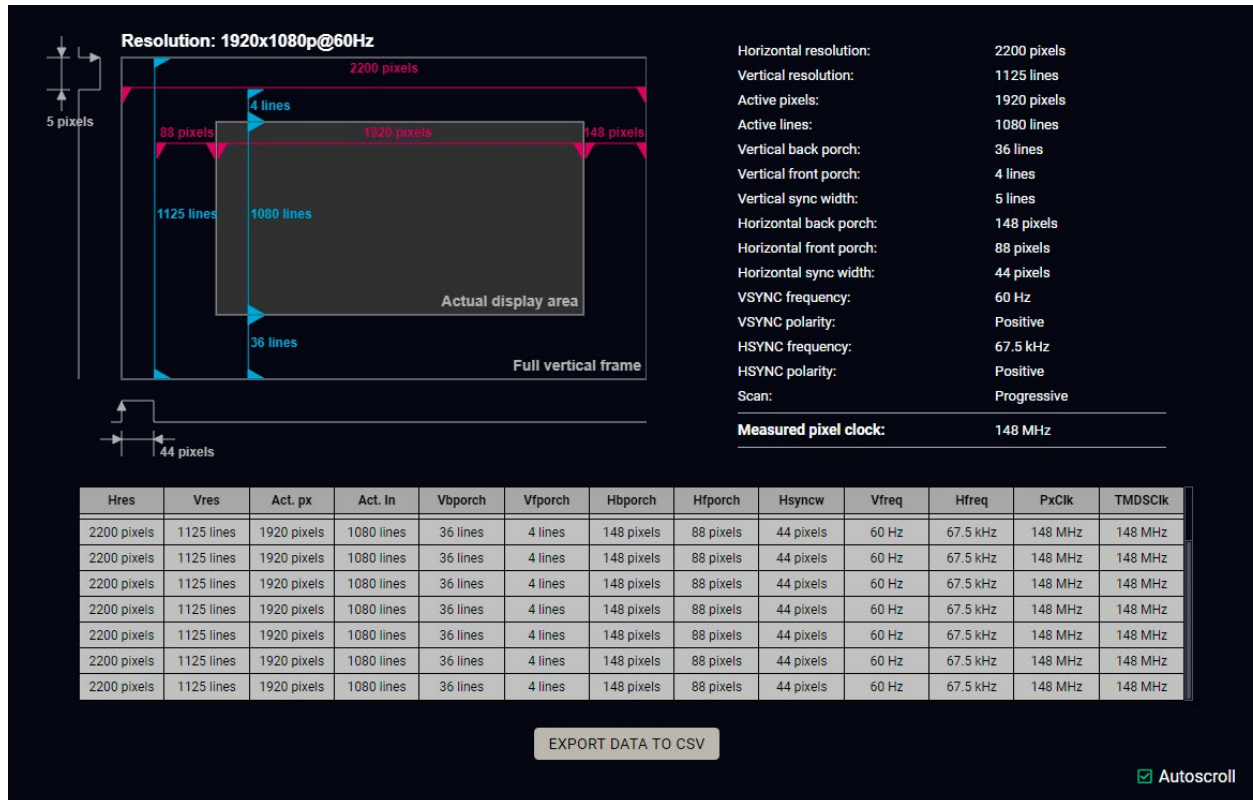 Resolution: 1920x1080p@60Hz
2200 pixels
4 lines
5 pixels
88 pixels 1920 pixels 148 pixels
1125 lines 1080 lines
Actual display area
36 lines
Full vertical frame
44 pixels
Horizontal resolution: 2200 pixels
Vertical resolution: 1125 lines
Active pixels: 1920 pixels
Active lines: 1080 lines
Vertical back porch: 36 lines
Vertical front porch: 4 lines
Vertical sync width: 5 lines
Horizontal back porch: 148 pixels
Horizontal front porch: 88 pixels
Horizontal sync width: 44 pixels
VSYNC frequency: 60 Hz
VSYNC polarity: Positive
HSYNC frequency: 67.5 kHz
HSYNC polarity: Positive
Scan: Progressive
Measured pixel clock: 148 MHz
Hres Vres Act. px Act. ln Vbporch Vfporch Hbporch Hfporch Hsyncw Vfreq Hfreq PxClk TMDSClk
2200 pixels 1125 lines 1920 pixels 1080 lines 36 lines 4 lines 148 pixels 88 pixels 44 pixels 60 Hz 67.5 kHz 148 MHz 148 MHz
2200 pixels 1125 lines 1920 pixels 1080 lines 36 lines 4 lines 148 pixels 88 pixels 44 pixels 60 Hz 67.5 kHz 148 MHz 148 MHz
2200 pixels 1125 lines 1920 pixels 1080 lines 36 lines 4 lines 148 pixels 88 pixels 44 pixels 60 Hz 67.5 kHz 148 MHz 148 MHz
2200 pixels 1125 lines 1920 pixels 1080 lines 36 lines 4 lines 148 pixels 88 pixels 44 pixels 60 Hz 67.5 kHz 148 MHz 148 MHz
2200 pixels 1125 lines 1920 pixels 1080 lines 36 lines 4 lines 148 pixels 88 pixels 44 pixels 60 Hz 67.5 kHz 148 MHz 148 MHz
2200 pixels 1125 lines 1920 pixels 1080 lines 36 lines 4 lines 148 pixels 88 pixels 44 pixels 60 Hz 67.5 kHz 148 MHz 148 MHz
2200 pixels 1125 lines 1920 pixels 1080 lines 36 lines 4 lines 148 pixels 88 pixels 44 pixels 60 Hz 67.5 kHz 148 MHz 148 MHz
EXPORT DATA TO CSV
Autoscroll